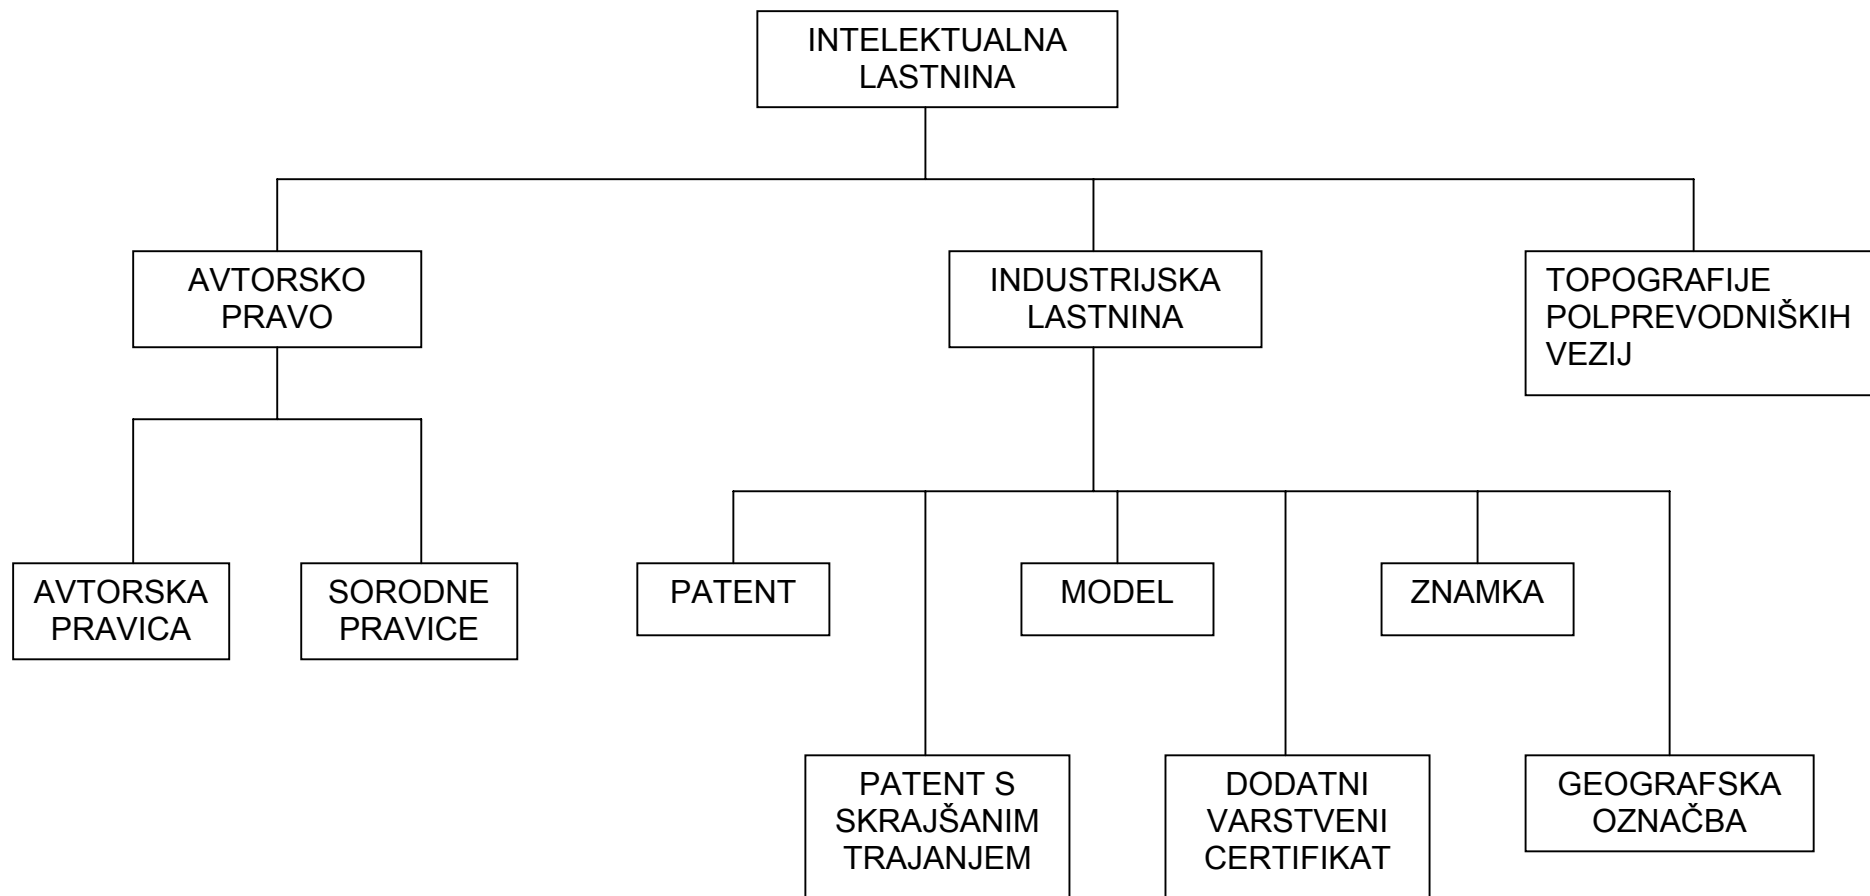 INTELEKTUALNA
LASTNINA
AVTORSKO
PRAVO
INDUSTRIJSKA
LASTNINA
TOPOGRAFIJE
POLPREVODNIŠKIH
VEZIJ
AVTORSKA
PRAVICA
SORODNE
PRAVICE
PATENT
MODEL
ZNAMKA
PATENT S
SKRAJŠANIM
TRAJANJEM
DODATNI
VARSTVENI
CERTIFIKAT
GEOGRAFSKA
OZNAČBA